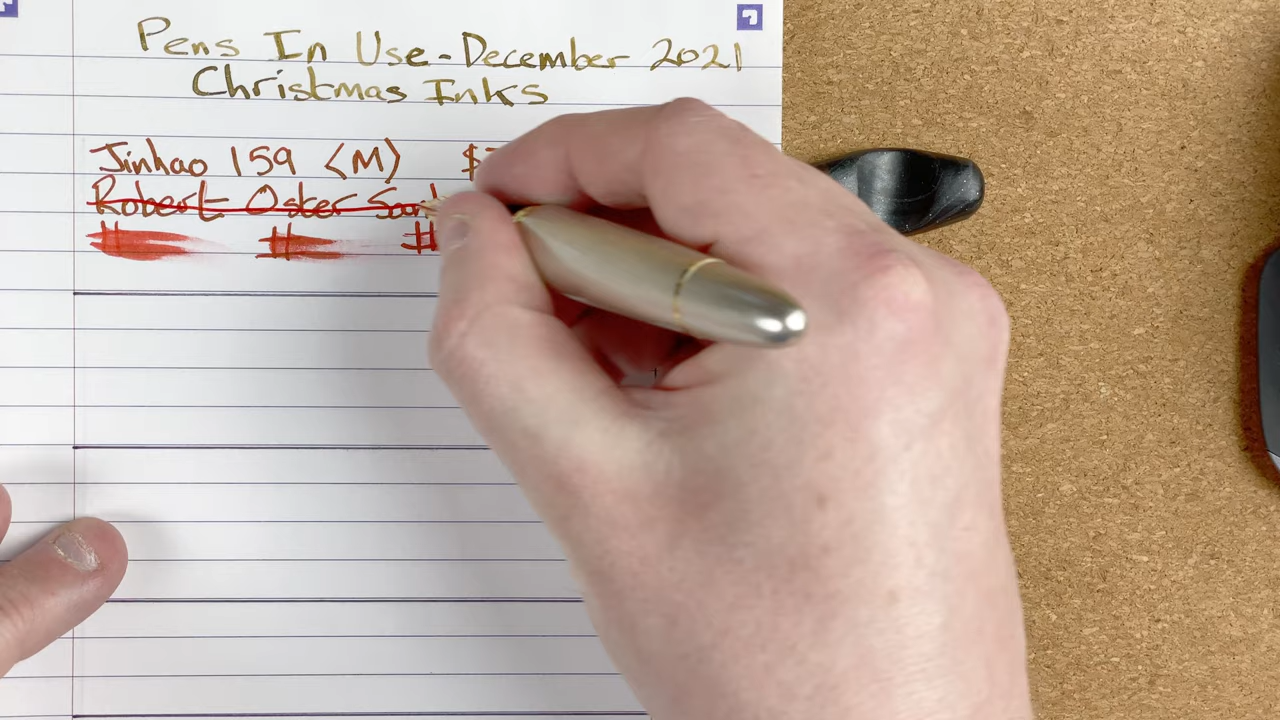 Pens In Use-December 2021
Christmas Inks
Jinhao 159 <M> $
Robert Oster
# # #